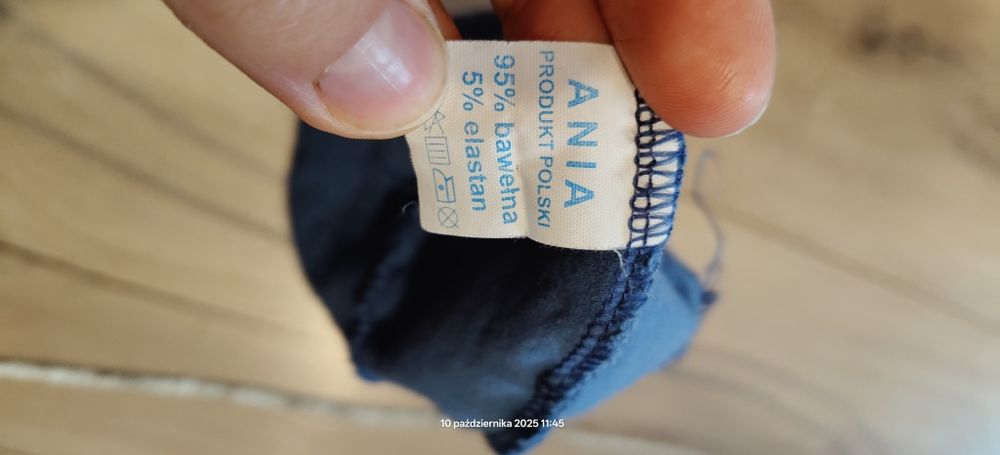 ANIA
PRODUKT POLSKI
95% bawełna
5% elastan
10 października 2025 11:45